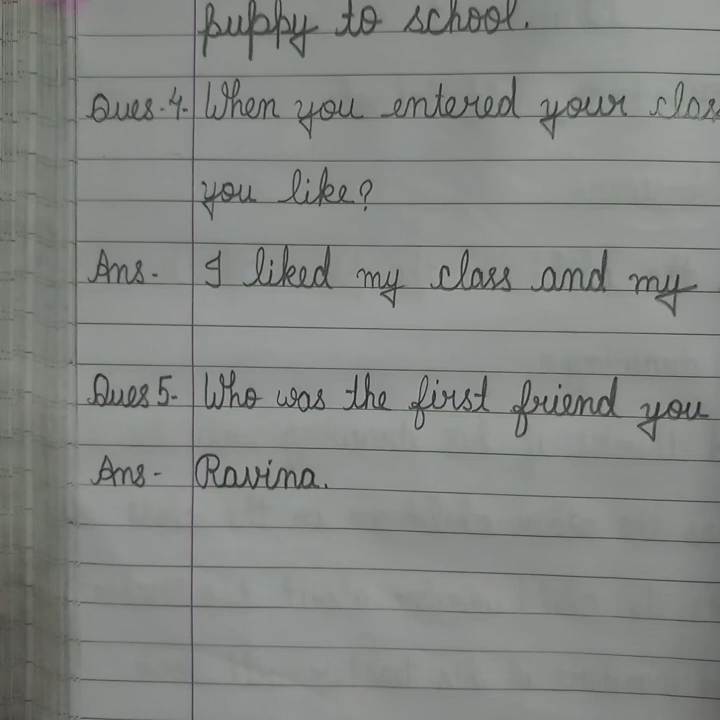 puppy to school.
Ques.4. When you entered your
you like?
Ans. I liked my class and my
Ques 5. Who was the first friend you
Ans- Ravina.